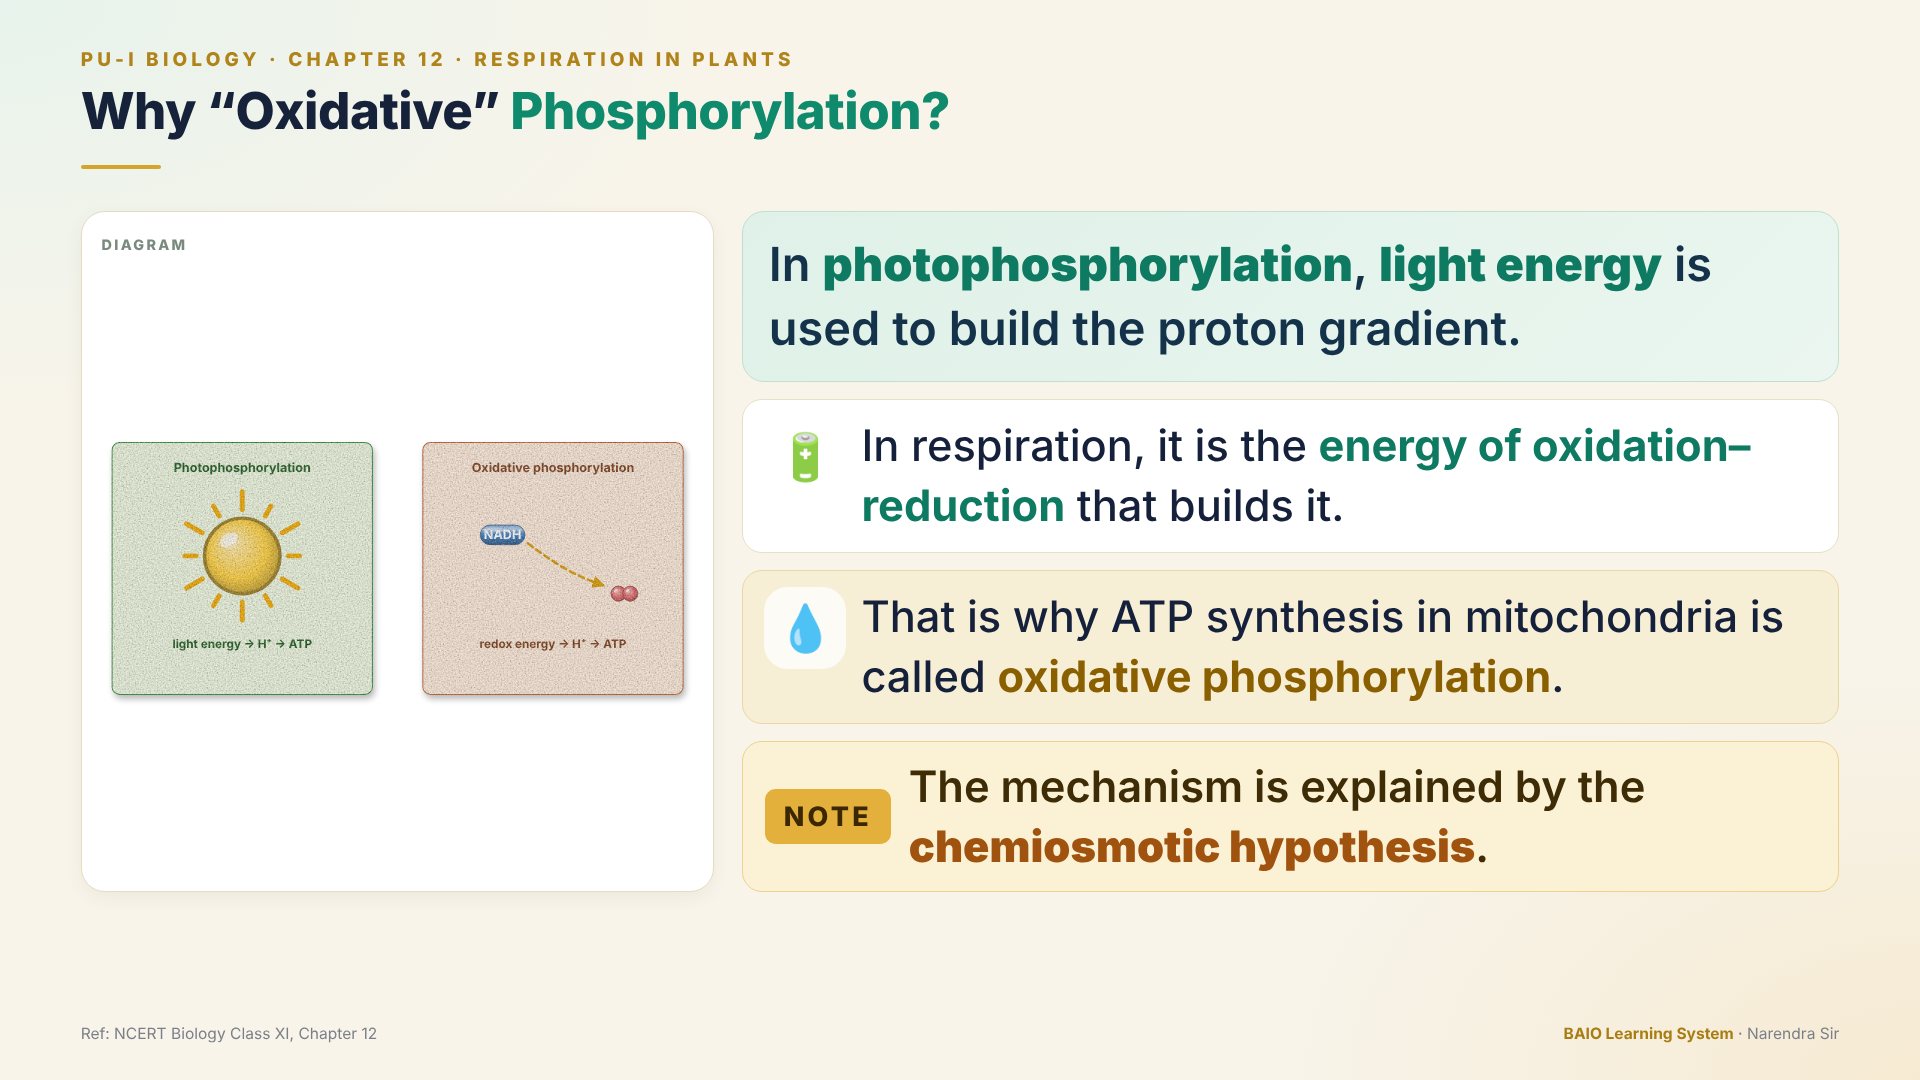 PU-I BIOLOGY · CHAPTER 12 · RESPIRATION IN PLANTS
Why “Oxidative” Phosphorylation?
DIAGRAM
Photophosphorylation
light energy → H⁺ → ATP
Oxidative phosphorylation
NADH
redox energy → H⁺ → ATP
In photophosphorylation, light energy is
used to build the proton gradient.
In respiration, it is the energy of oxidation–
reduction that builds it.
That is why ATP synthesis in mitochondria is
called oxidative phosphorylation.
NOTE
The mechanism is explained by the
chemiosmotic hypothesis.
Ref: NCERT Biology Class XI, Chapter 12
BAIO Learning System · Narendra Sir